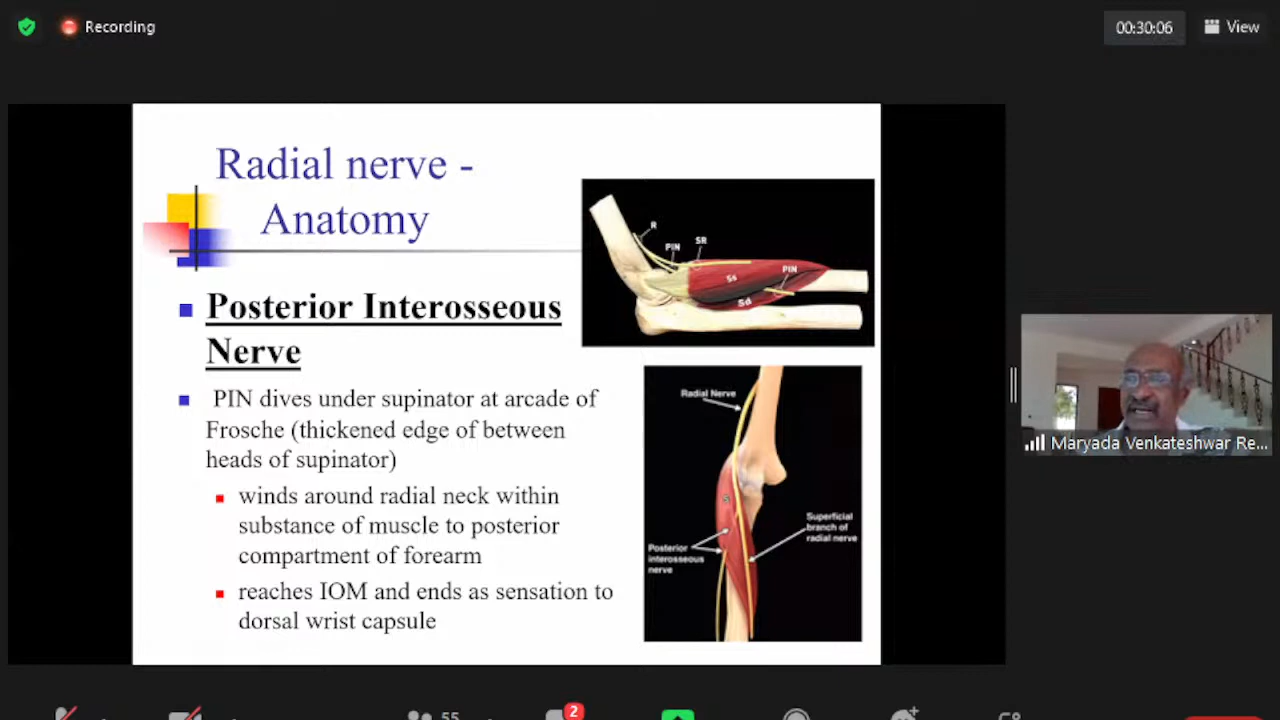 Recording
00:30:06
View
Radial nerve -
Anatomy
Posterior Interosseous
Nerve
PIN dives under supinator at arcade of
Frosche (thickened edge of between
heads of supinator)
winds around radial neck within
substance of muscle to posterior
compartment of forearm
reaches IOM and ends as sensation to
dorsal wrist capsule
R
PIN
SR
Ss
PIN
Sd
Radial Nerve
S
Superficial
branch of
radial nerve
Posterior
interosseous
nerve
Maryada Venkateshwar Re...
55
2